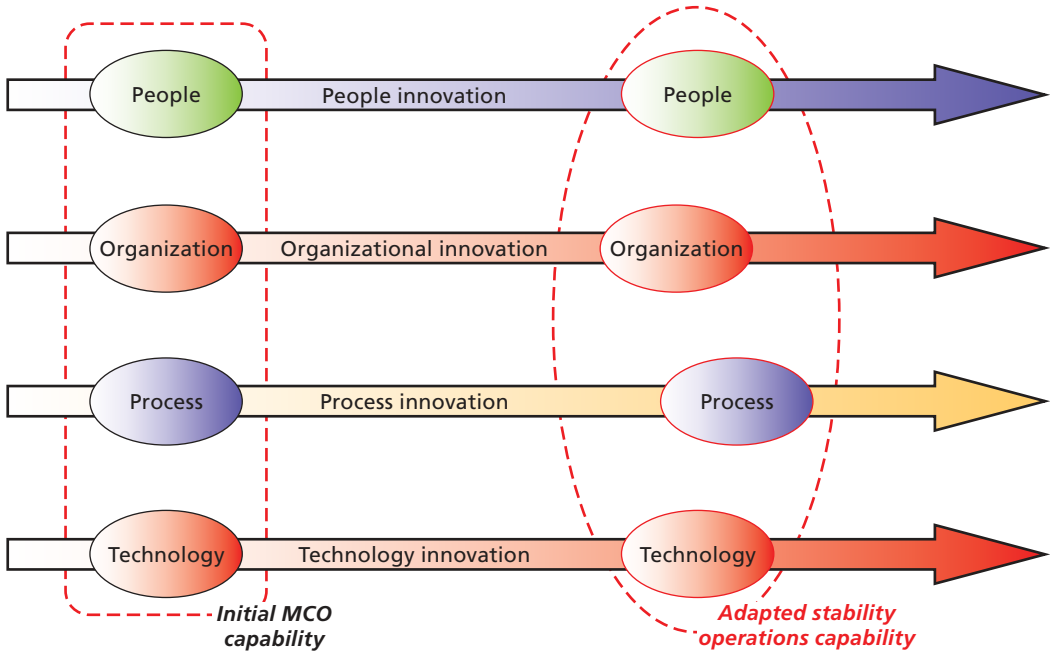 People
People innovation
People
Organization
Organizational innovation
Organization
Process
Process innovation
Process
Technology
Technology innovation
Technology
Initial MCO
capability
Adapted stability
operations capability